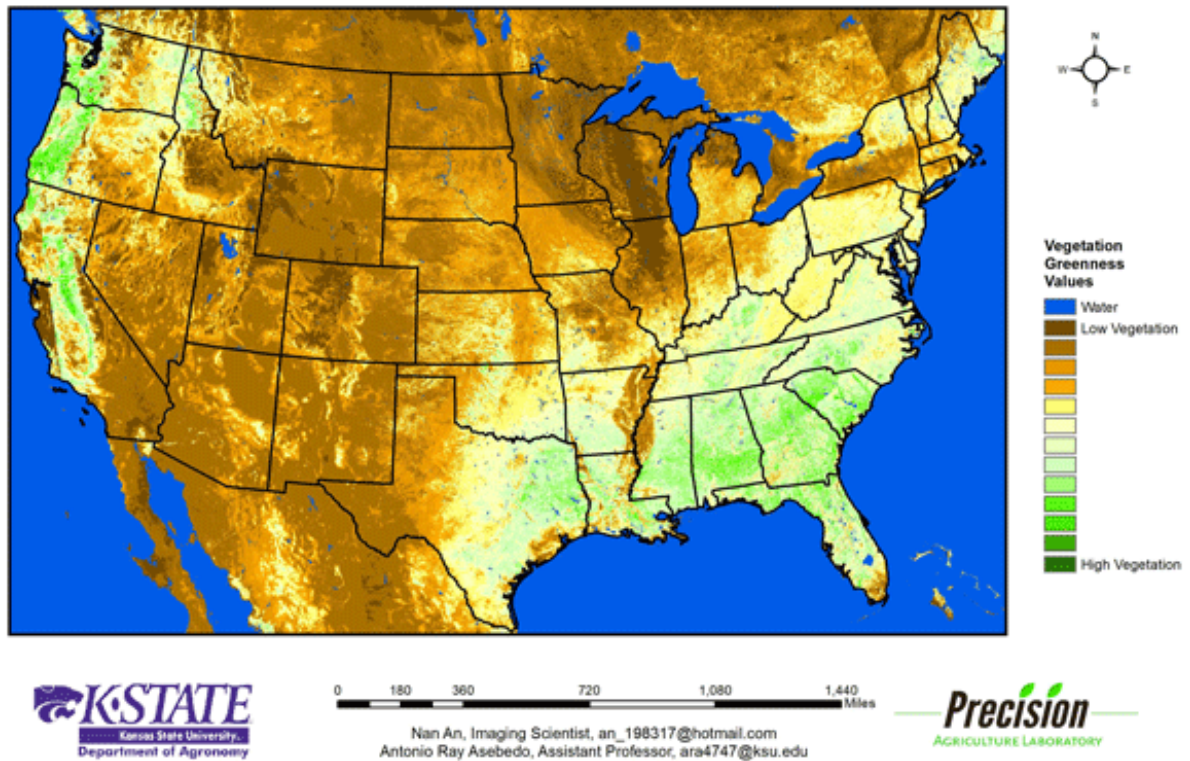 N
W E
S
Vegetation
Greenness
Values
Water
Low Vegetation
High Vegetation
K-STATE
Kansas State University
Department of Agronomy
0 180 360 720 1,080 1,440
Miles
Nan An, Imaging Scientist, an_198317@hotmail.com
Antonio Ray Asebedo, Assistant Professor, ara4747@ksu.edu
Precision
AGRICULTURE LABORATORY